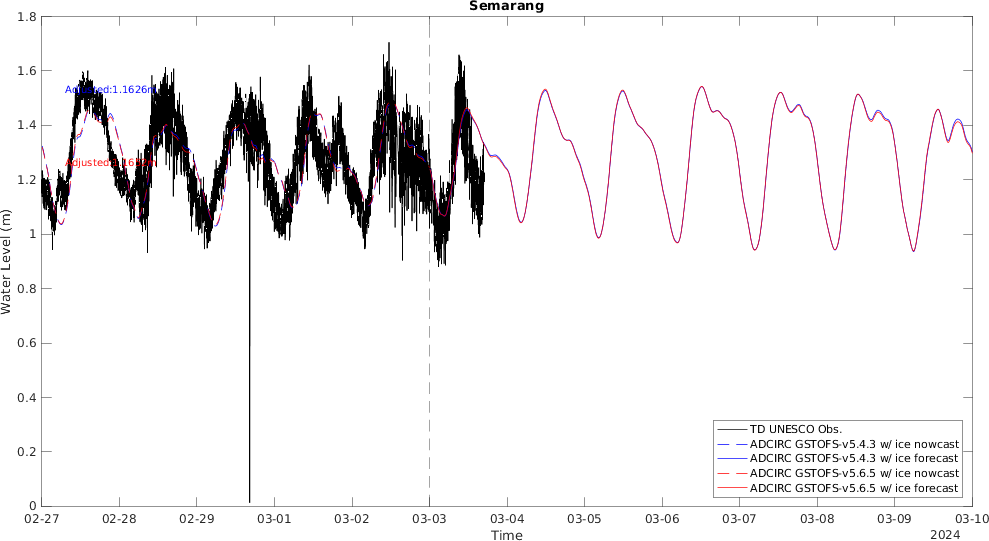 Semarang
1.8
1.6
1.4
1.2
1
0.8
0.6
0.4
0.2
0
Water Level (m)
Adjusted:1.1626m
Adjusted:
02-27
02-28
02-29
03-01
03-02
03-03
03-04
03-05
03-06
03-07
03-08
03-09
03-10
Time
2024
TD UNESCO Obs.
ADCIRC GSTOFS-v5.4.3 w/ ice nowcast
ADCIRC GSTOFS-v5.4.3 w/ ice forecast
ADCIRC GSTOFS-v5.6.5 w/ ice nowcast
ADCIRC GSTOFS-v5.6.5 w/ ice forecast